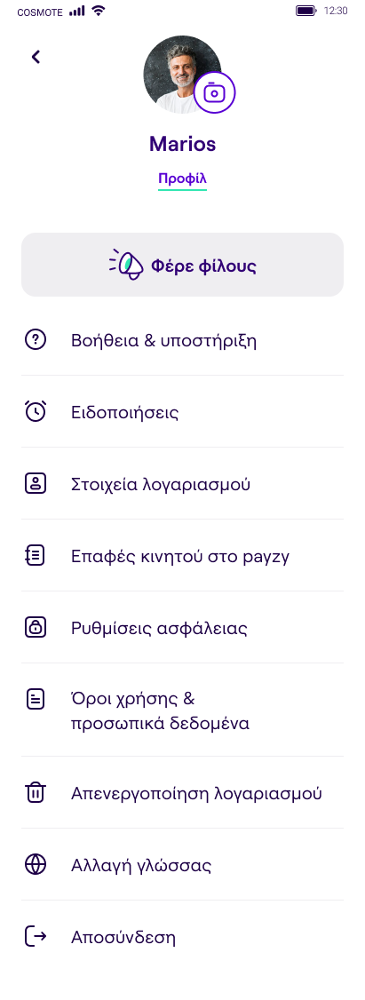 COSMOTE 12:30
Marios
Προφίλ
Φέρε φίλους
Βοήθεια & υποστήριξη
Ειδοποιήσεις
Στοιχεία λογαριασμού
Επαφές κινητού στο payzy
Ρυθμίσεις ασφάλειας
Όροι χρήσης &
προσωπικά δεδομένα
Απενεργοποίηση λογαριασμού
Αλλαγή γλώσσας
Αποσύνδεση